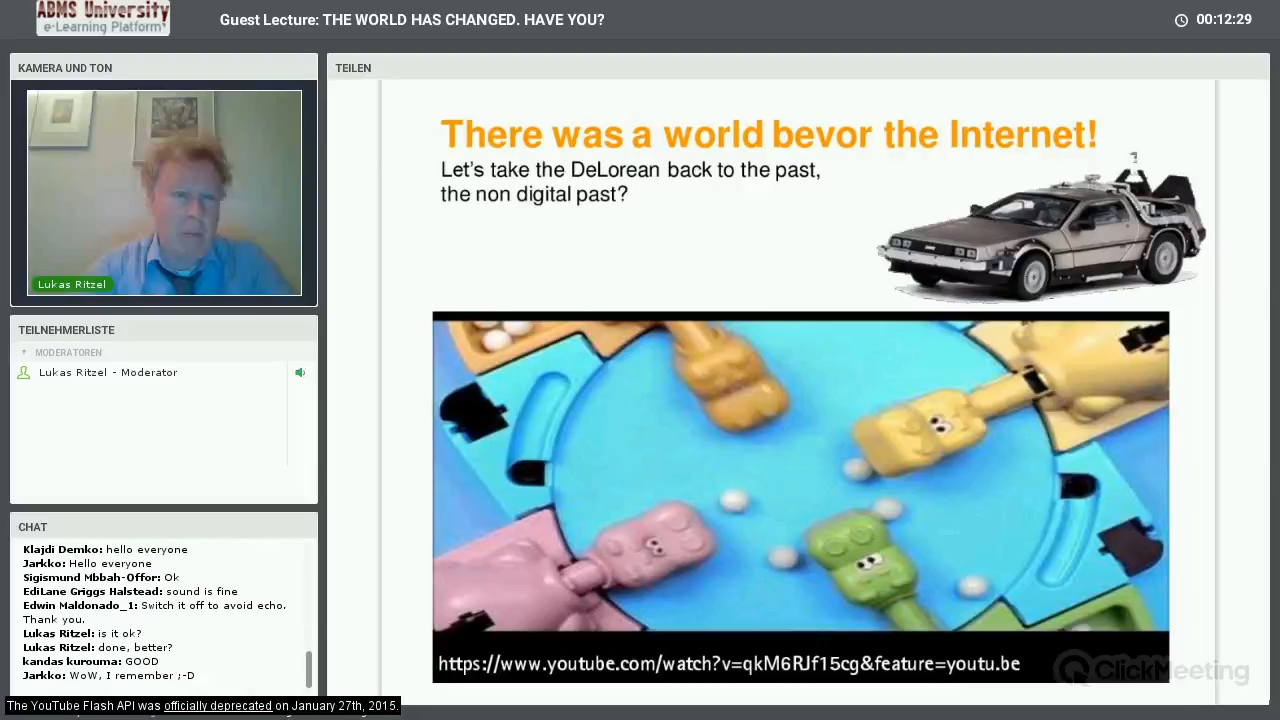 ABMS University
e-Learning Platform
Guest Lecture: THE WORLD HAS CHANGED. HAVE YOU?
00:12:29
KAMERA UND TON
Lukas Ritzel
TEILNEHMERLISTE
MODERATOREN
Lukas Ritzel - Moderator
CHAT
Klajdi Demko: hello everyone
Jarkko: Hello everyone
Sigismund Mbbah-Offor: Ok
EdiLane Griggs Halstead: sound is fine
Edwin Maldonado_1: Switch it off to avoid echo.
Thank you.
Lukas Ritzel: is it ok?
Lukas Ritzel: done, better?
kandas kurouma: GOOD
Jarkko: WoW, I remember ;-D
The YouTube Flash API was officially deprecated on January 27th, 2015.
TEILEN
There was a world bevor the Internet!
Let's take the DeLorean back to the past,
the non digital past?
https://www.youtube.com/watch?v=qkM6RJf15cg&feature=youtu.be
ClickMeeting